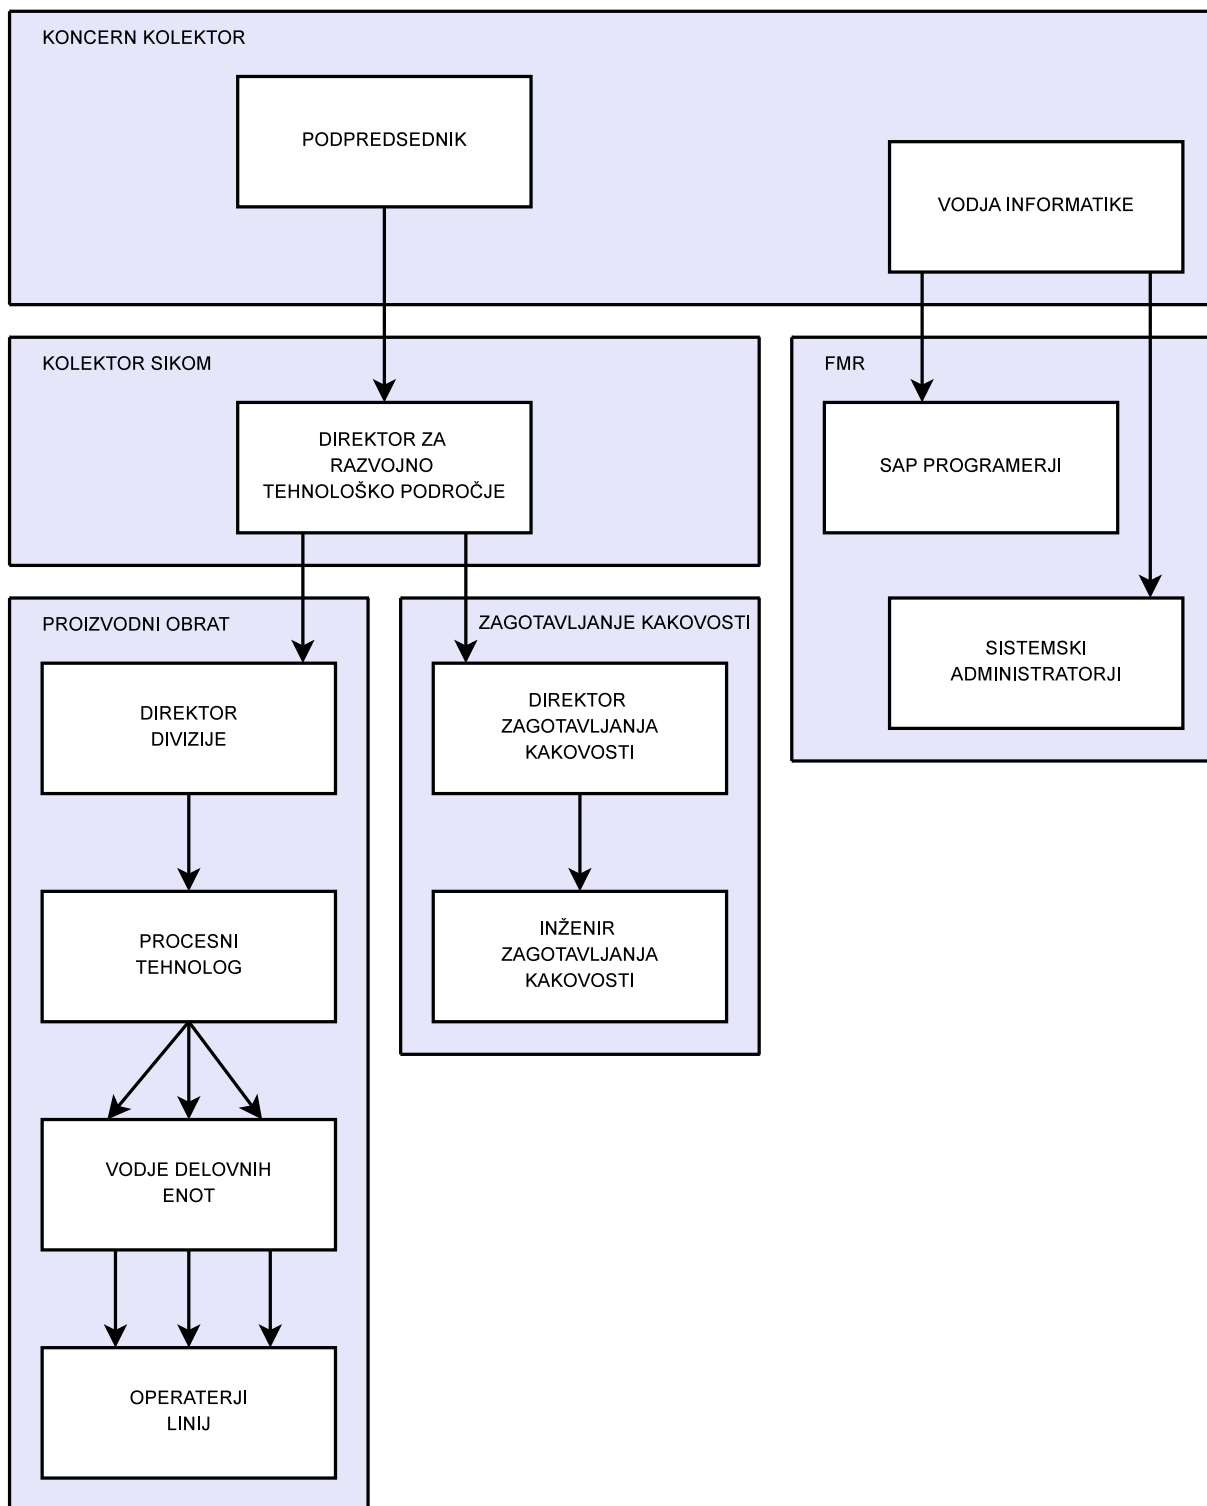 KONCERN KOLEKTOR
PODPREDSEDNIK
VODJA INFORMATIKE
KOLEKTOR SIKOM
DIREKTOR ZA
RAZVOJNO
TEHNOLOŠKO PODROČJE
FMR
SAP PROGRAMERJI
SISTEMSKI
ADMINISTRATORJI
PROIZVODNI OBRAT
DIREKTOR
DIVIZIJE
PROCESNI
TEHNOLOG
VODJE DELOVNIH
ENOT
OPERATERJI
LINIJ
ZAGOTAVLJANJE KAKOVOSTI
DIREKTOR
ZAGOTAVLJANJA
KAKOVOSTI
INŽENIR
ZAGOTAVLJANJA
KAKOVOSTI